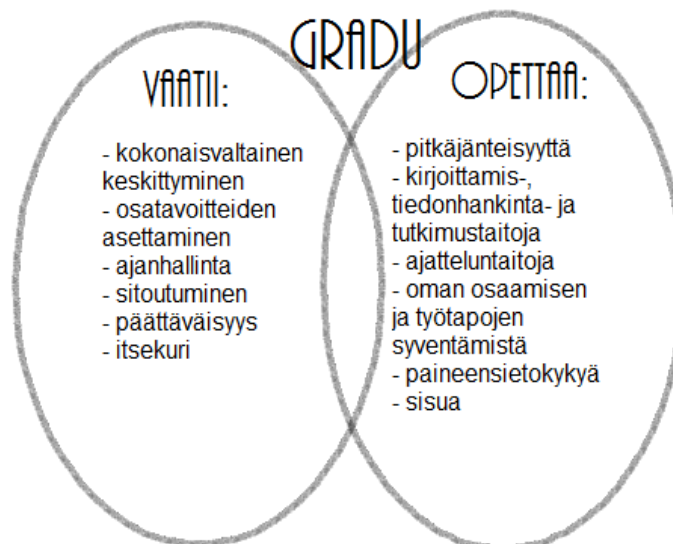 GRADU
VAATII:
- kokonaisvaltainen
keskittyminen
- osatavoitteiden
asettaminen
- ajanhallinta
- sitoutuminen
- päättäväisyys
- itsekuri
OPETTAA:
- pitkäjänteisyyttä
- kirjoittamis-,
tiedonhankinta- ja
tutkimustaitoja
- ajatteluntaitoja
- oman osaamisen
ja työtapojen
syventämistä
- paineensietokykyä
- sisua